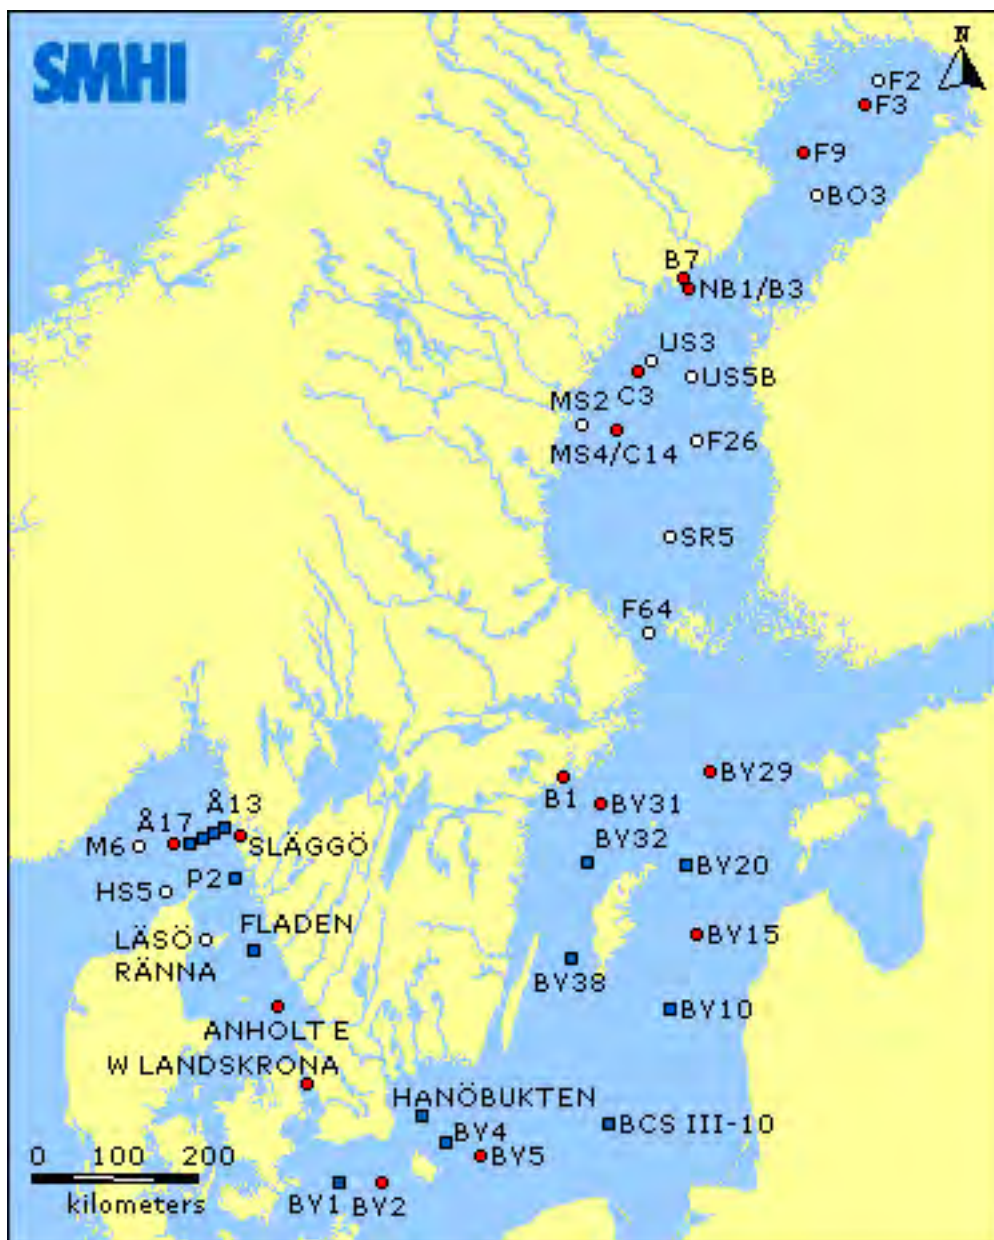 SMHI
N
F2
F3
F9
BO3
B7
NB1/B3
US3
US5B
C3
MS2
MS4/C14
F26
SR5
F64
BY29
B1
BY31
Å13
Å17
M6
SLÄGGÖ
BY32
BY20
HS5
P2
FLADEN
BY15
LÄSÖ
RÄNNA
BY38
BY10
ANHOLT E
W LANDSKRONA
HANÖBUKTEN
BCS III-10
BY4
BY5
0 100 200
kilometers
BY1
BY2